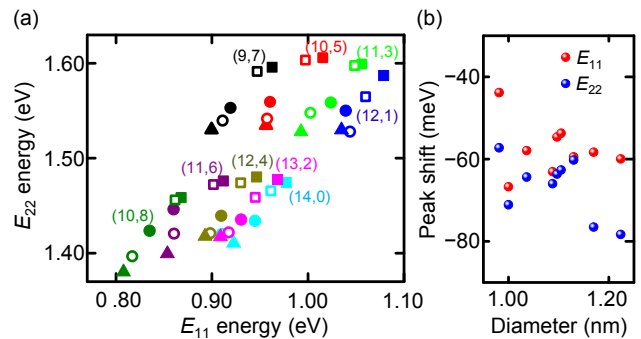 (a)
(b)
(9,7)
(10,5)
(11,3)
(12,1)
(11,6)
(12,4)
(13,2)
(14,0)
(10,8)
1.60
1.50
1.40
E22 energy (eV)
0.80
0.90
1.00
1.10
E11 energy (eV)
E11
E22
−40
−60
−80
Peak shift (meV)
1.00
1.20
Diameter (nm)